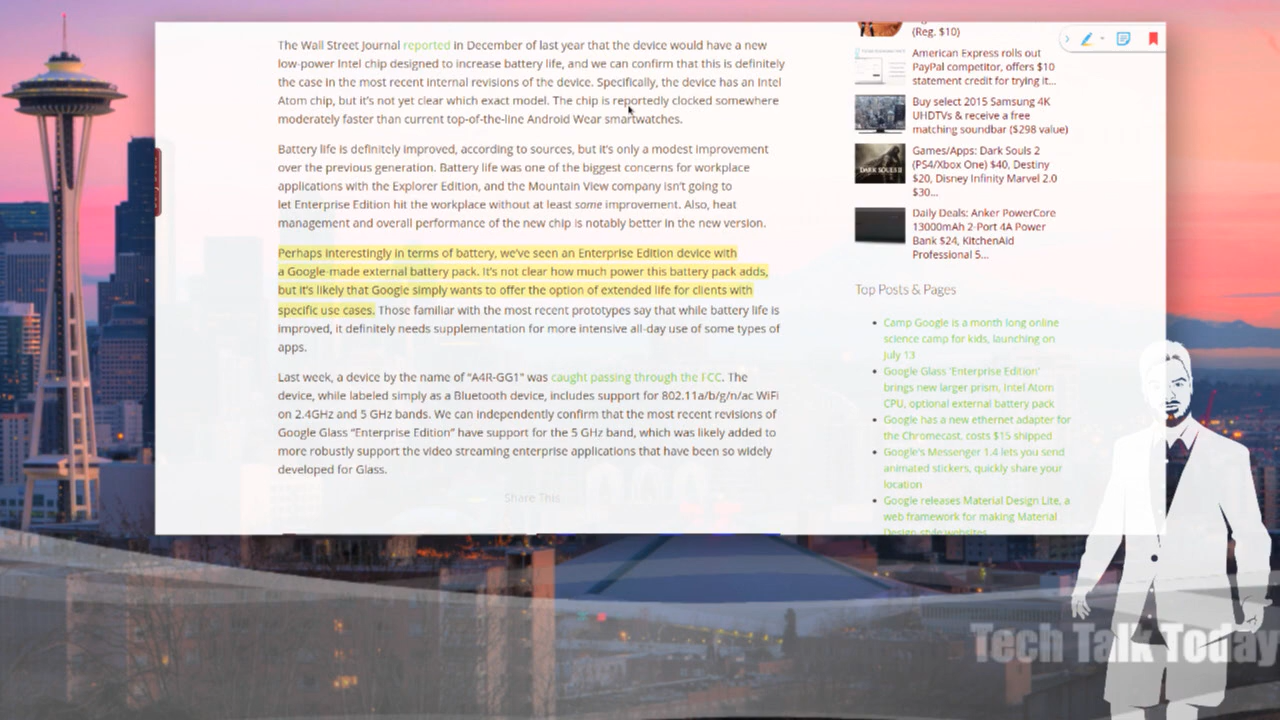 The Wall Street Journal reported in December of last year that the device would have a new
low power Intel chip designed to increase battery life, and we can confirm that this is definitely
the case in the most recent internal revisions of the device. Specifically, the device has an Intel
Atom chip, but it's not yet clear which exact model. The chip is reportedly clocked somewhere
moderately faster than current top-of-the-line Android Wear smartwatches.
Battery life is definitely improved, according to sources, but it's only a modest improvement
over the previous generation. Battery life was one of the biggest concerns for workplace
applications with the Explorer Edition, and the Mountain View company isn't going to
let Enterprise Edition hit the workplace without at least some improvement. Also, heat
management and overall performance of the new chip is notably better in the new version.
Perhaps interestingly in terms of battery, we've seen an Enterprise Edition device with
a Google-made external battery pack. It's not clear how much power this battery pack adds,
but it's likely that Google simply wants to offer the option of extended life for clients with
specific use cases. Those familiar with the most recent prototypes say that while battery life is
improved, it definitely needs supplementation for more intensive all-day use of some types of
apps.
Last week, a device by the name of "A4R-GG1" was caught passing through the FCC. The
device, while labeled simply as a Bluetooth device, includes support for 802.11a/b/g/n/ac WiFi
on 2.4GHz and 5 GHz bands. We can independently confirm that the most recent revisions of
Google Glass "Enterprise Edition" have support for the 5 GHz band, which was likely added to
more robustly support the video streaming enterprise applications that have been so widely
developed for Glass.
Share This
(Reg. $10)
American Express rolls out
PayPal competitor, offers $10
statement credit for trying it...
Buy select 2015 Samsung 4K
UHDTVs & receive a free
matching soundbar ($298 value)
Games/Apps: Dark Souls 2
(PS4/Xbox One) $40, Destiny
$20, Disney Infinity Marvel 2.0
$30...
DARK SOULS II
Daily Deals: Anker PowerCore
13000mAh 2-Port 4A Power
Bank $24, KitchenAid
Professional 5...
Top Posts & Pages
Camp Google is a month long online
science camp for kids, launching on
July 13
Google Glass 'Enterprise Edition'
brings new larger prism, Intel Atom
CPU, optional external battery pack
Google has a new ethernet adapter for
the Chromecast, costs $15 shipped
Google's Messenger 1.4 lets you send
animated stickers, quickly share your
location
Google releases Material Design Lite, a
web framework for making Material
Design-style websites
Tech Talk Today